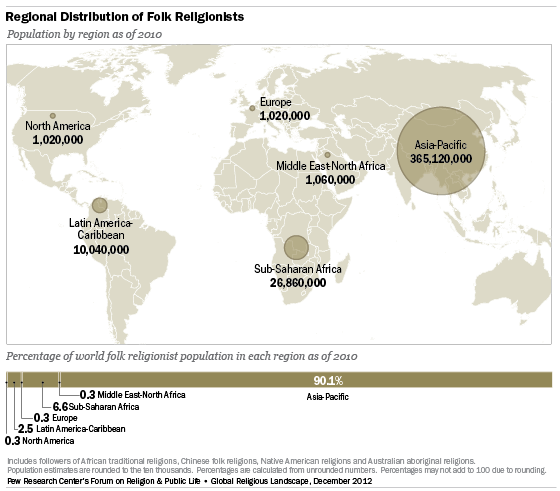 Regional Distribution of Folk Religionists
Population by region as of 2010
North America
1,020,000
Europe
1,020,000
Asia-Pacific
365,120,000
Middle East-North Africa
1,060,000
Latin America-
Caribbean
10,040,000
Sub-Saharan Africa
26,860,000
Percentage of world folk religionist population in each region as of 2010
90.1%
Asia-Pacific
0.3 Middle East-North Africa
6.6 Sub-Saharan Africa
0.3 Europe
2.5 Latin America-Caribbean
0.3 North America
Includes followers of African traditional religions, Chinese folk religions, Native American religions and Australian aboriginal religions.
Population estimates are rounded to the ten thousands. Percentages are calculated from unrounded numbers. Percentages may not add to 100 due to rounding.
Pew Research Center's Forum on Religion & Public Life • Global Religious Landscape, December 2012